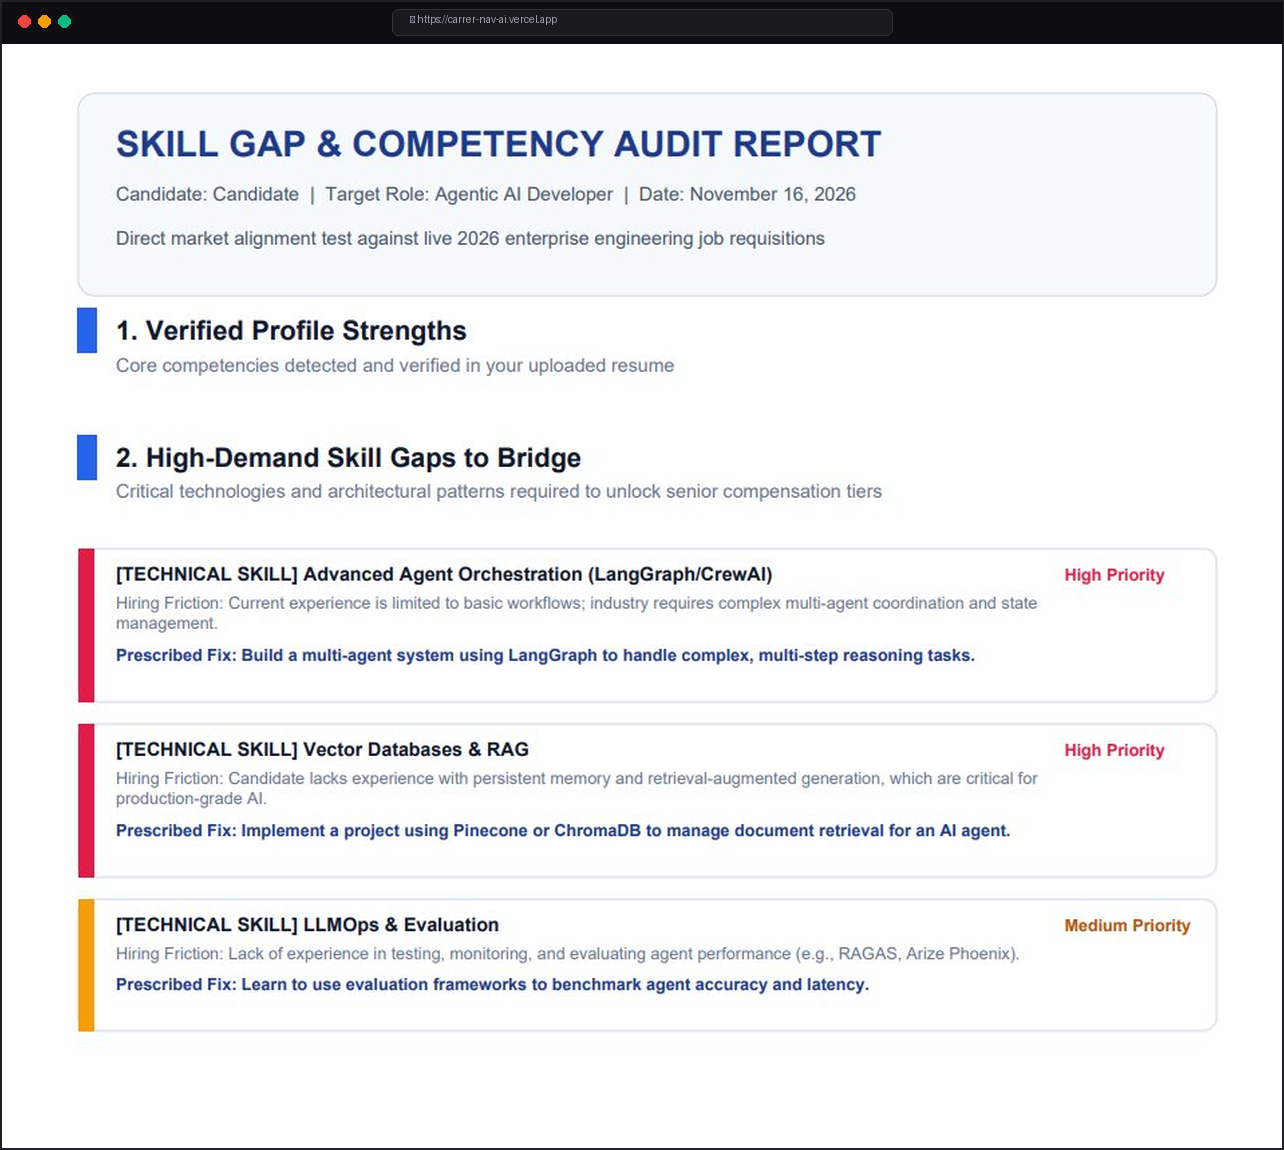 https://carrer-nav-ai.vercel.app
SKILL GAP & COMPETENCY AUDIT REPORT
Candidate: Candidate | Target Role: Agentic AI Developer | Date: November 16, 2026
Direct market alignment test against live 2026 enterprise engineering job requisitions
1. Verified Profile Strengths
Core competencies detected and verified in your uploaded resume
2. High-Demand Skill Gaps to Bridge
Critical technologies and architectural patterns required to unlock senior compensation tiers
[TECHNICAL SKILL] Advanced Agent Orchestration (LangGraph/CrewAI)
High Priority
Hiring Friction: Current experience is limited to basic workflows; industry requires complex multi-agent coordination and state
management.
Prescribed Fix: Build a multi-agent system using LangGraph to handle complex, multi-step reasoning tasks.
[TECHNICAL SKILL] Vector Databases & RAG
High Priority
Hiring Friction: Candidate lacks experience with persistent memory and retrieval-augmented generation, which are critical for
production-grade AI.
Prescribed Fix: Implement a project using Pinecone or ChromaDB to manage document retrieval for an AI agent.
[TECHNICAL SKILL] LLMOps & Evaluation
Medium Priority
Hiring Friction: Lack of experience in testing, monitoring, and evaluating agent performance (e.g., RAGAS, Arize Phoenix).
Prescribed Fix: Learn to use evaluation frameworks to benchmark agent accuracy and latency.